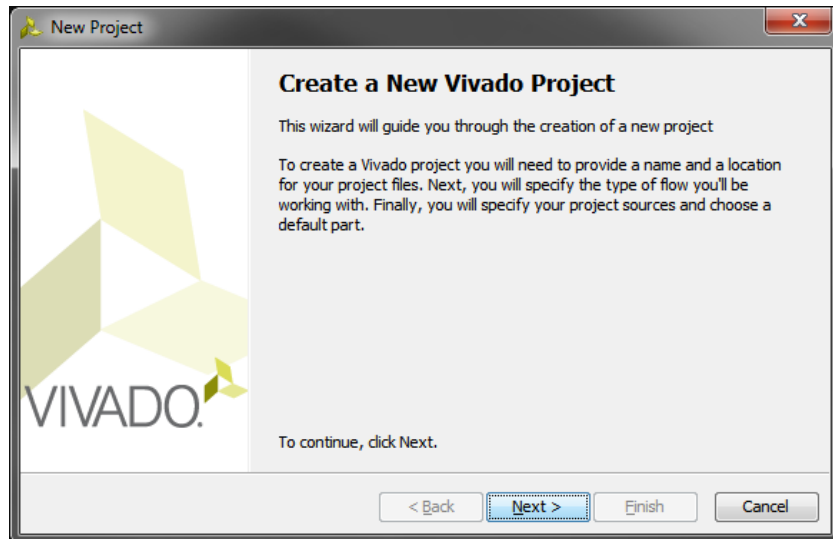 New Project
Create a New Vivado Project
This wizard will guide you through the creation of a new project
To create a Vivado project you will need to provide a name and a location
for your project files. Next, you will specify the type of flow you'll be
working with. Finally, you will specify your project sources and choose a
default part.
VIVADO.
To continue, click Next.
< Back Next > Finish Cancel